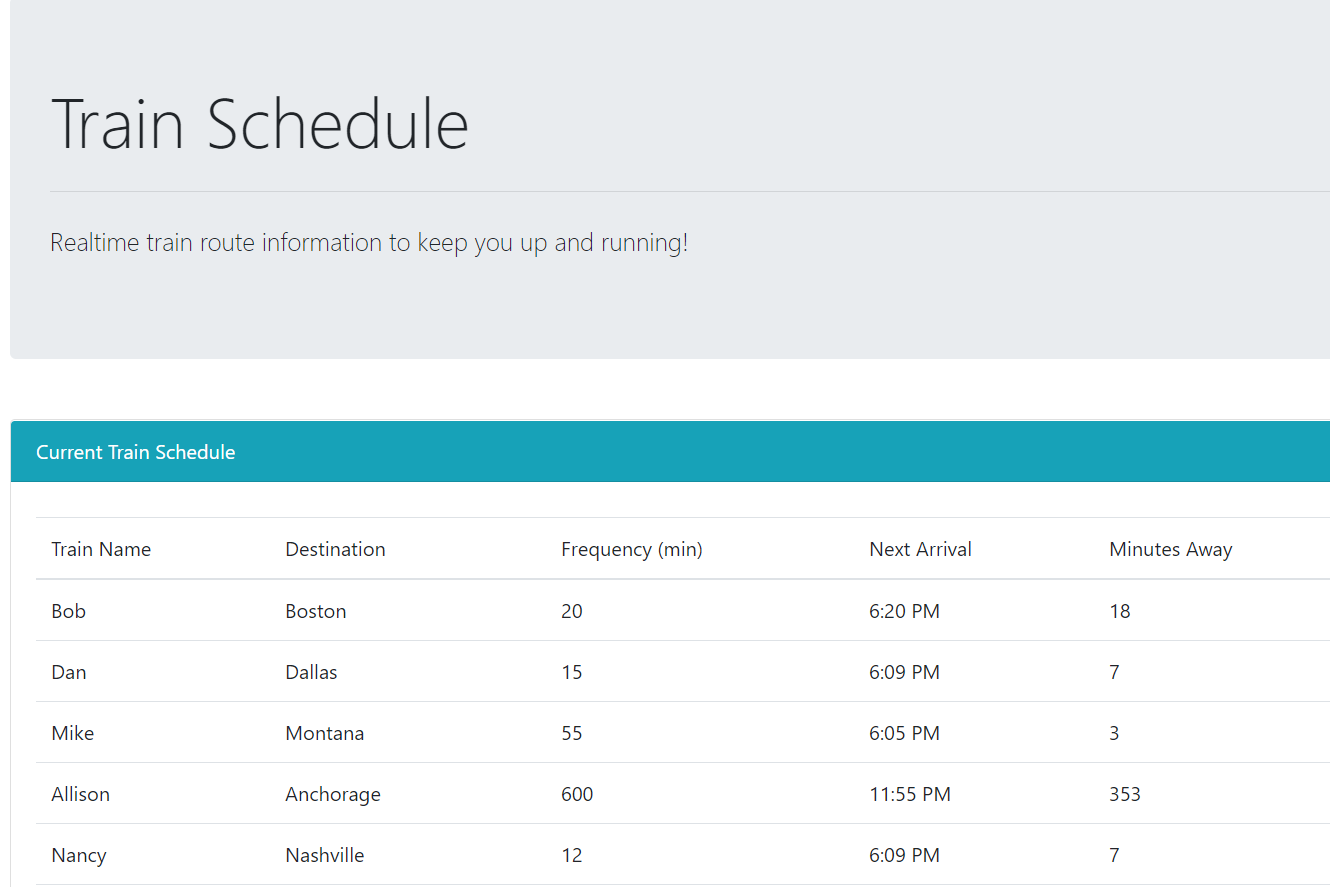 Train Schedule
Realtime train route information to keep you up and running!
Current Train Schedule
Train Name Destination Frequency (min) Next Arrival Minutes Away
Bob Boston 20 6:20 PM 18
Dan Dallas 15 6:09 PM 7
Mike Montana 55 6:05 PM 3
Allison Anchorage 600 11:55 PM 353
Nancy Nashville 12 6:09 PM 7